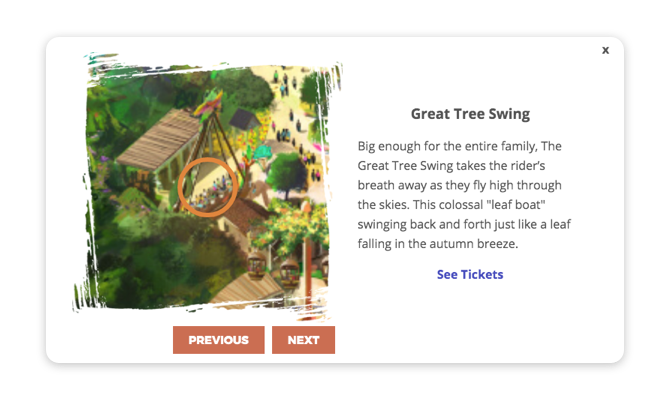 x
Great Tree Swing
Big enough for the entire family, The
Great Tree Swing takes the rider's
breath away as they fly high through
the skies. This colossal "leaf boat"
swinging back and forth just like a leaf
falling in the autumn breeze.
See Tickets
PREVIOUS
NEXT